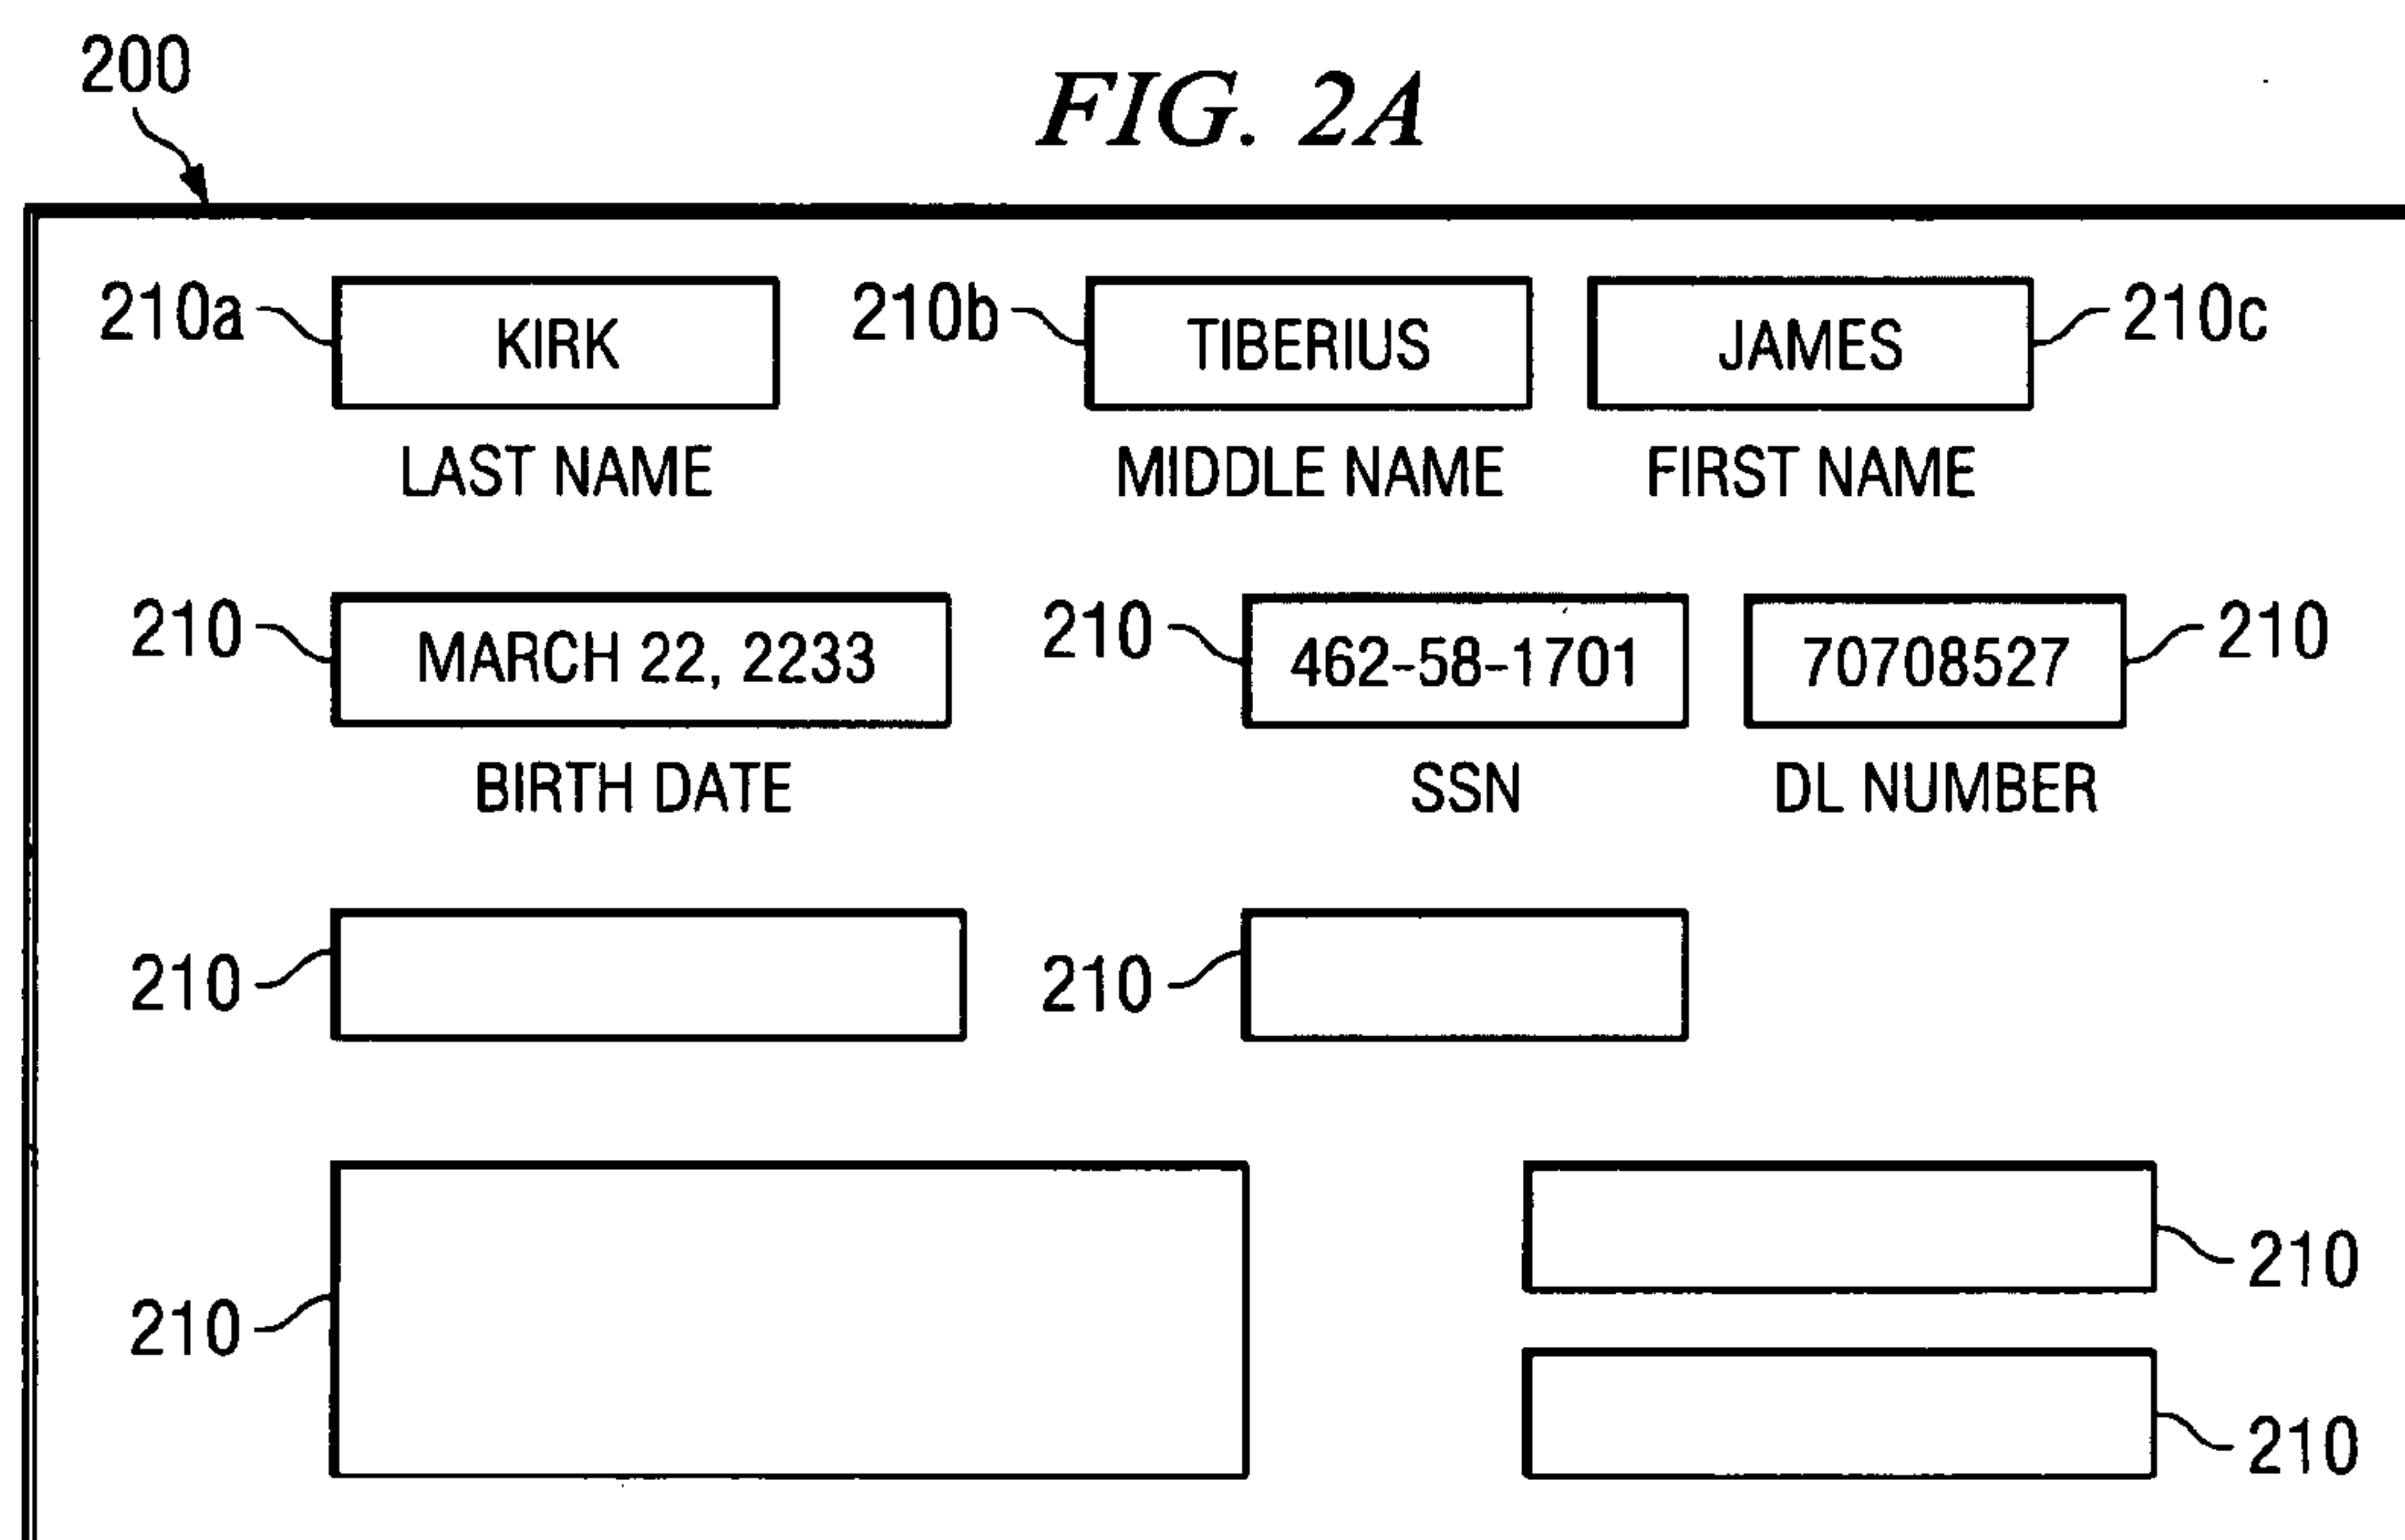 200
FIG. 2A
210a KIRK 210b TIBERIUS JAMES 210c
LAST NAME MIDDLE NAME FIRST NAME
210 MARCH 22, 2233 210 462-58-1701 70708527 210
BIRTH DATE SSN DL NUMBER
210 210
210 210
210